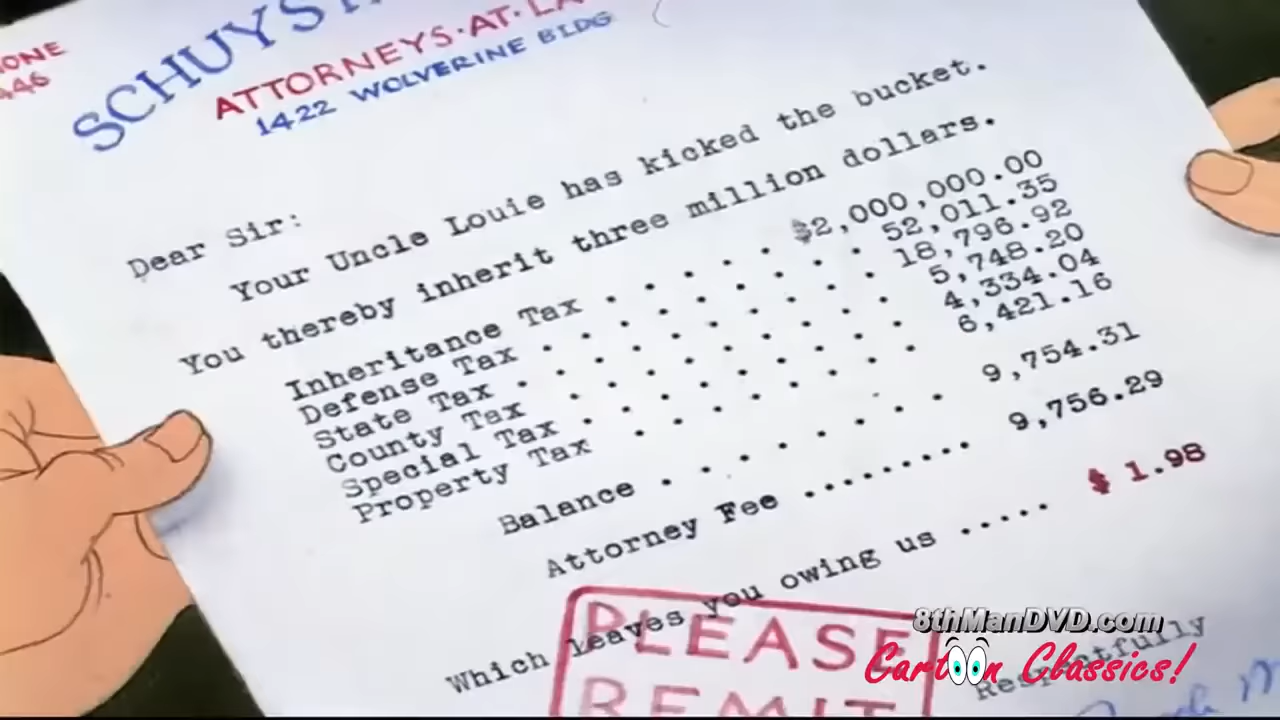 ONE
446
SCHUYST
ATTORNEYS·AT·LA
1422 WOLVERINE BLDG
Dear Sir:
Your Uncle Louie has kicked the bucket.
You thereby inherit three million dollars.
Inheritance Tax . . . . . $2,000,000.00
Defense Tax . . . . . . . 52,011.35
State Tax . . . . . . . . 18,796.92
County Tax . . . . . . . 5,748.20
Special Tax . . . . . . . 4,334.04
Property Tax . . . . . . 6,421.16
Balance . . . . . . . . 9,754.31
Attorney Fee .......... 9,756.29
Which leaves you owing us ..... $ 1.98
PLEASE
REMIT
Respectfully
8thManDVD.com
Cartoon Classics!